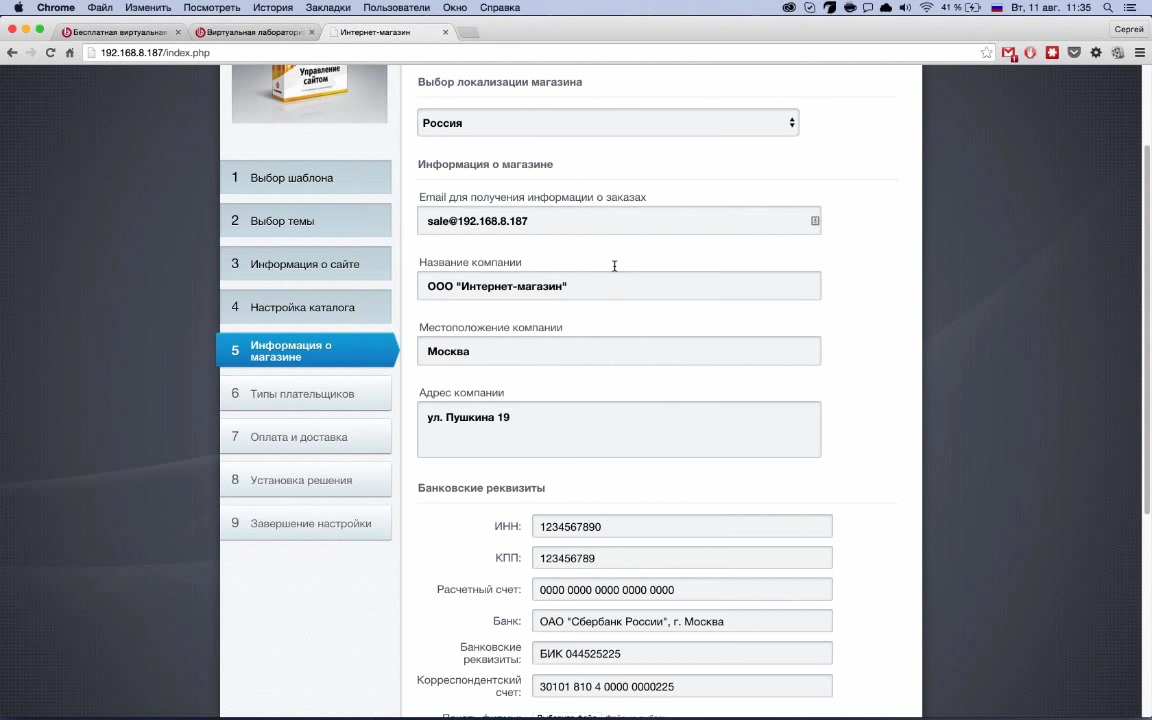 Chrome Файл Изменить Посмотреть История Закладки Пользователи Окно Справка 41 % Вт, 11 авг. 11:35
Бесплатная виртуальная Виртуальная лаборатори Интернет-магазин Сергей
192.168.8.187/index.php
Управление
сайтом
Выбор локализации магазина
Россия
Информация о магазине
1 Выбор шаблона
Email для получения информации о заказах
2 Выбор темы
sale@192.168.8.187
3 Информация о сайте
Название компании
ООО "Интернет-магазин"
4 Настройка каталога
Местоположение компании
5 Информация о
магазине
Москва
6 Типы плательщиков
Адрес компании
ул. Пушкина 19
7 Оплата и доставка
8 Установка решения
Банковские реквизиты
9 Завершение настройки
ИНН: 1234567890
КПП: 123456789
Расчетный счет: 0000 0000 0000 0000 0000
Банк: ОАО "Сбербанк России", г. Москва
Банковские
реквизиты: БИК 044525225
Корреспондентский
счет: 30101 810 4 0000 0000225